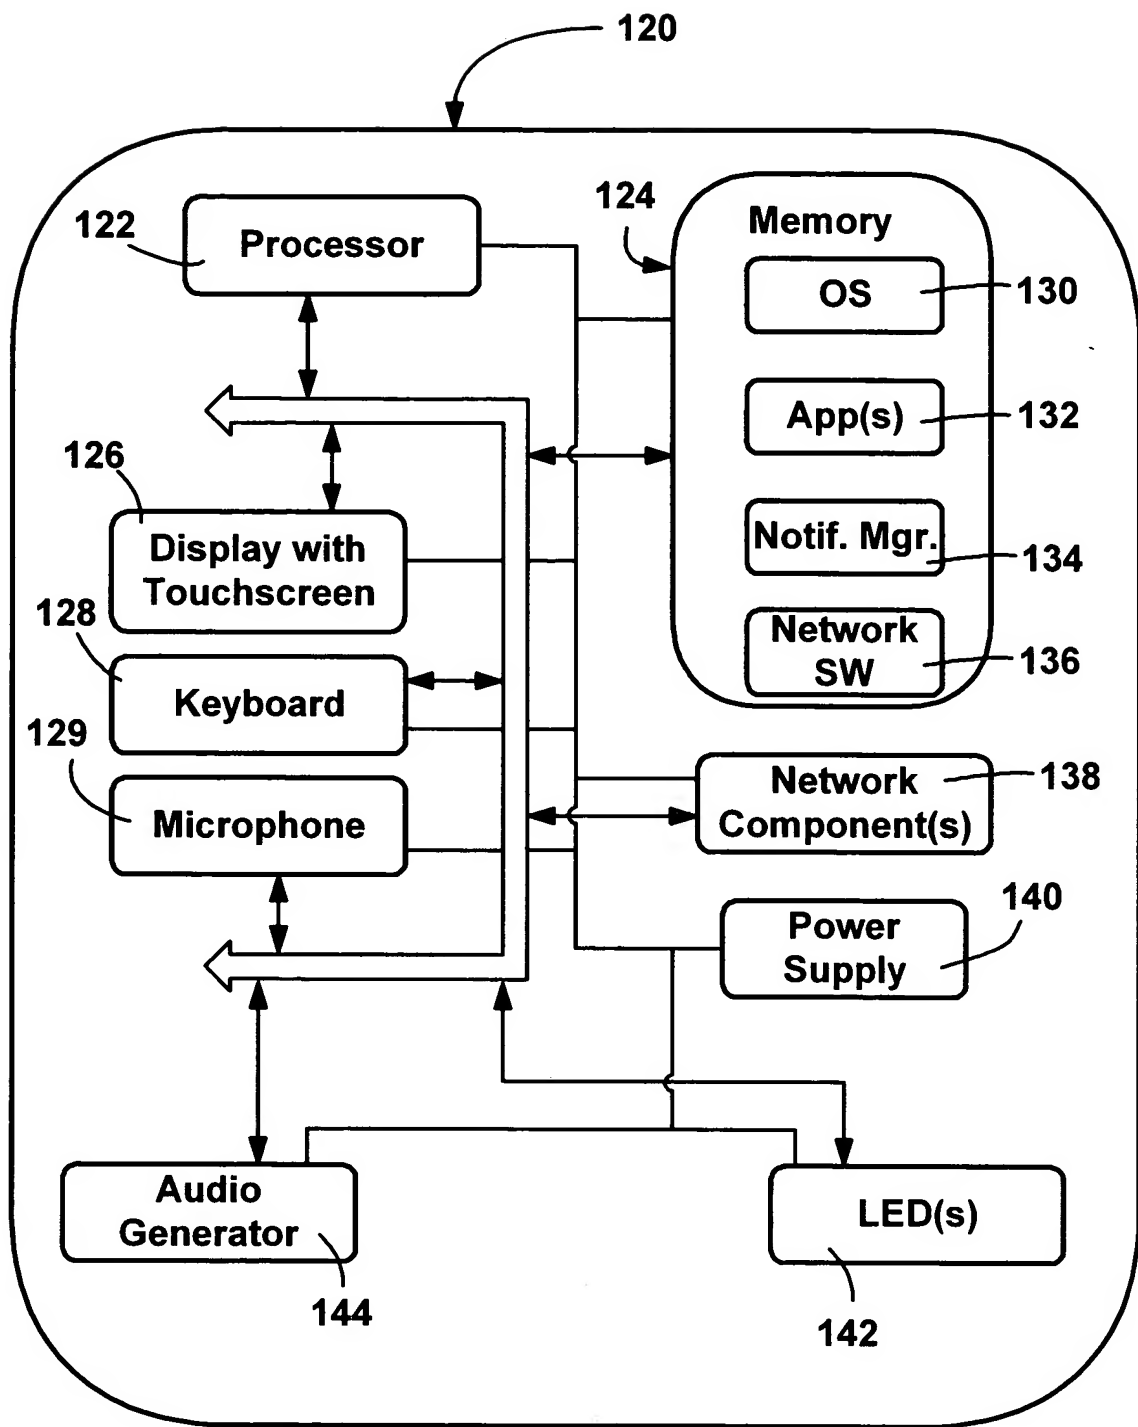 120
122
Processor
124
Memory
OS
130
App(s)
132
126
Display with
Touchscreen
Notif. Mgr.
134
128
Keyboard
Network
SW
136
129
Microphone
Network
Component(s)
138
140
Power
Supply
Audio
Generator
144
LED(s)
142